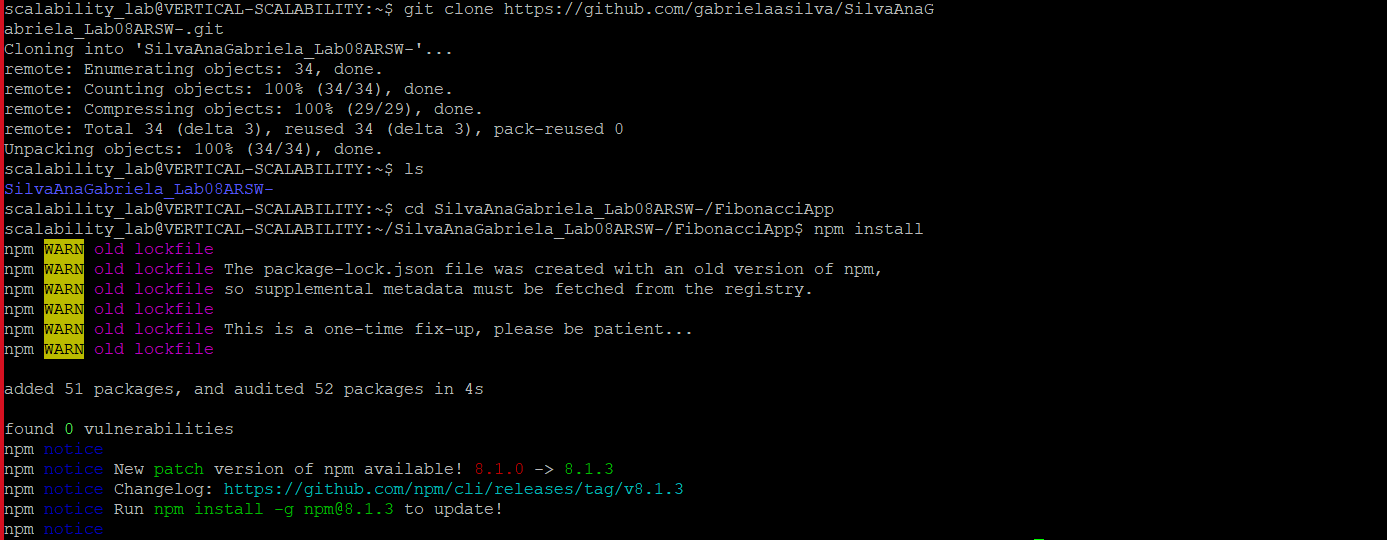 scalability_lab@VERTICAL-SCALABILITY:~$ git clone https://github.com/gabrielaasilva/SilvaAnaG
abriela_Lab08ARSW-.git
Cloning into 'SilvaAnaGabriela_Lab08ARSW-'...
remote: Enumerating objects: 34, done.
remote: Counting objects: 100% (34/34), done.
remote: Compressing objects: 100% (29/29), done.
remote: Total 34 (delta 3), reused 34 (delta 3), pack-reused 0
Unpacking objects: 100% (34/34), done.
scalability_lab@VERTICAL-SCALABILITY:~$ ls
SilvaAnaGabriela_Lab08ARSW-
scalability_lab@VERTICAL-SCALABILITY:~$ cd SilvaAnaGabriela_Lab08ARSW-/FibonacciApp
scalability_lab@VERTICAL-SCALABILITY:~/SilvaAnaGabriela_Lab08ARSW-/FibonacciApp$ npm install
npm WARN old lockfile
npm WARN old lockfile The package-lock.json file was created with an old version of npm,
npm WARN old lockfile so supplemental metadata must be fetched from the registry.
npm WARN old lockfile
npm WARN old lockfile This is a one-time fix-up, please be patient...
npm WARN old lockfile
added 51 packages, and audited 52 packages in 4s
found 0 vulnerabilities
npm notice
npm notice New patch version of npm available! 8.1.0 -> 8.1.3
npm notice Changelog: https://github.com/npm/cli/releases/tag/v8.1.3
npm notice Run npm install -g npm@8.1.3 to update!
npm notice